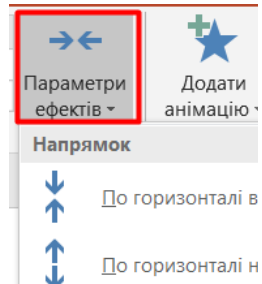 Параметри
ефектів
Додати
анімацію
Напрямок
По горизонталі в
По горизонталі н